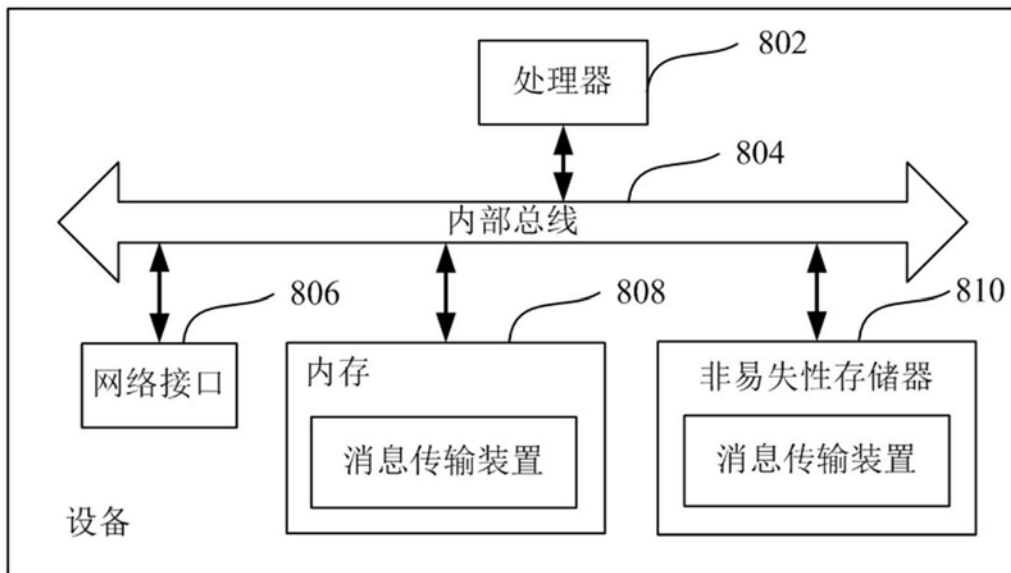 802
处理器
804
内部总线
806
808
810
网络接口
内存
非易失性存储器
消息传输装置
消息传输装置
设备